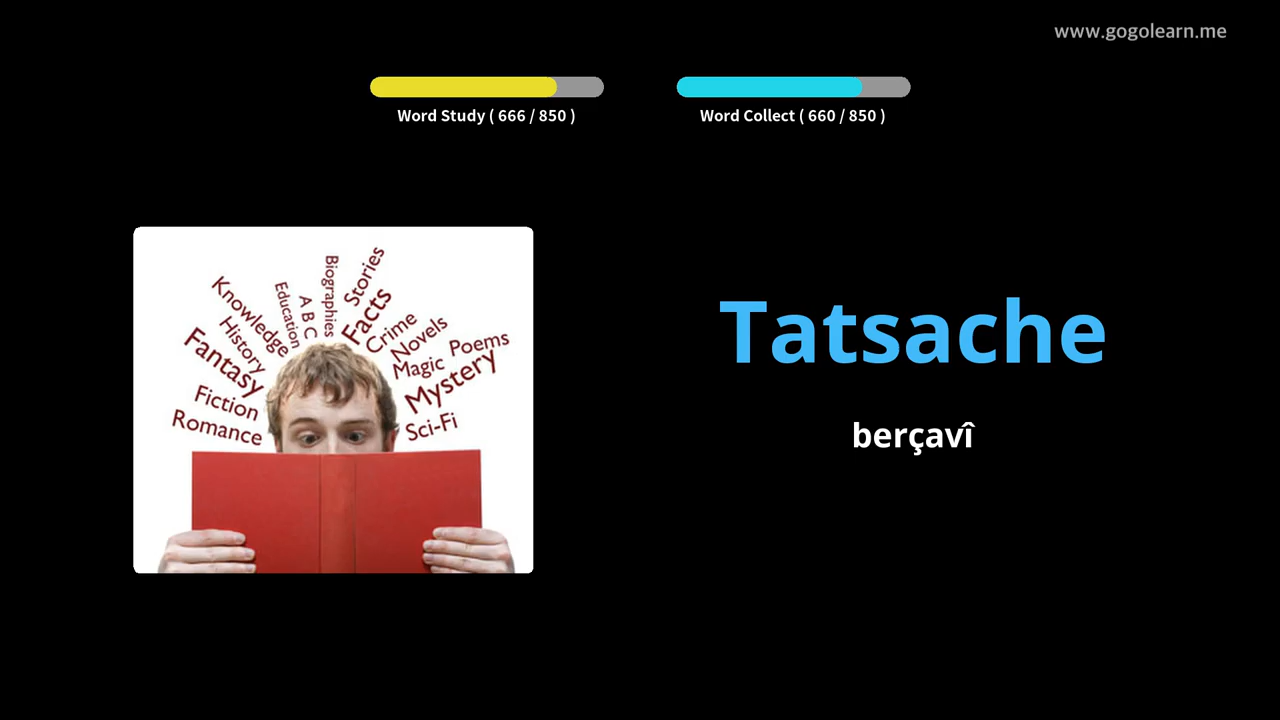 www.gogolearn.me
Word Study ( 666 / 850 )
Word Collect ( 660 / 850 )
Biographies
Stories
Facts
A B C
Education
Knowledge
History
Fantasy
Fiction
Romance
Crime
Novels
Poems
Magic
Mystery
Sci-Fi
Tatsache
berçavî